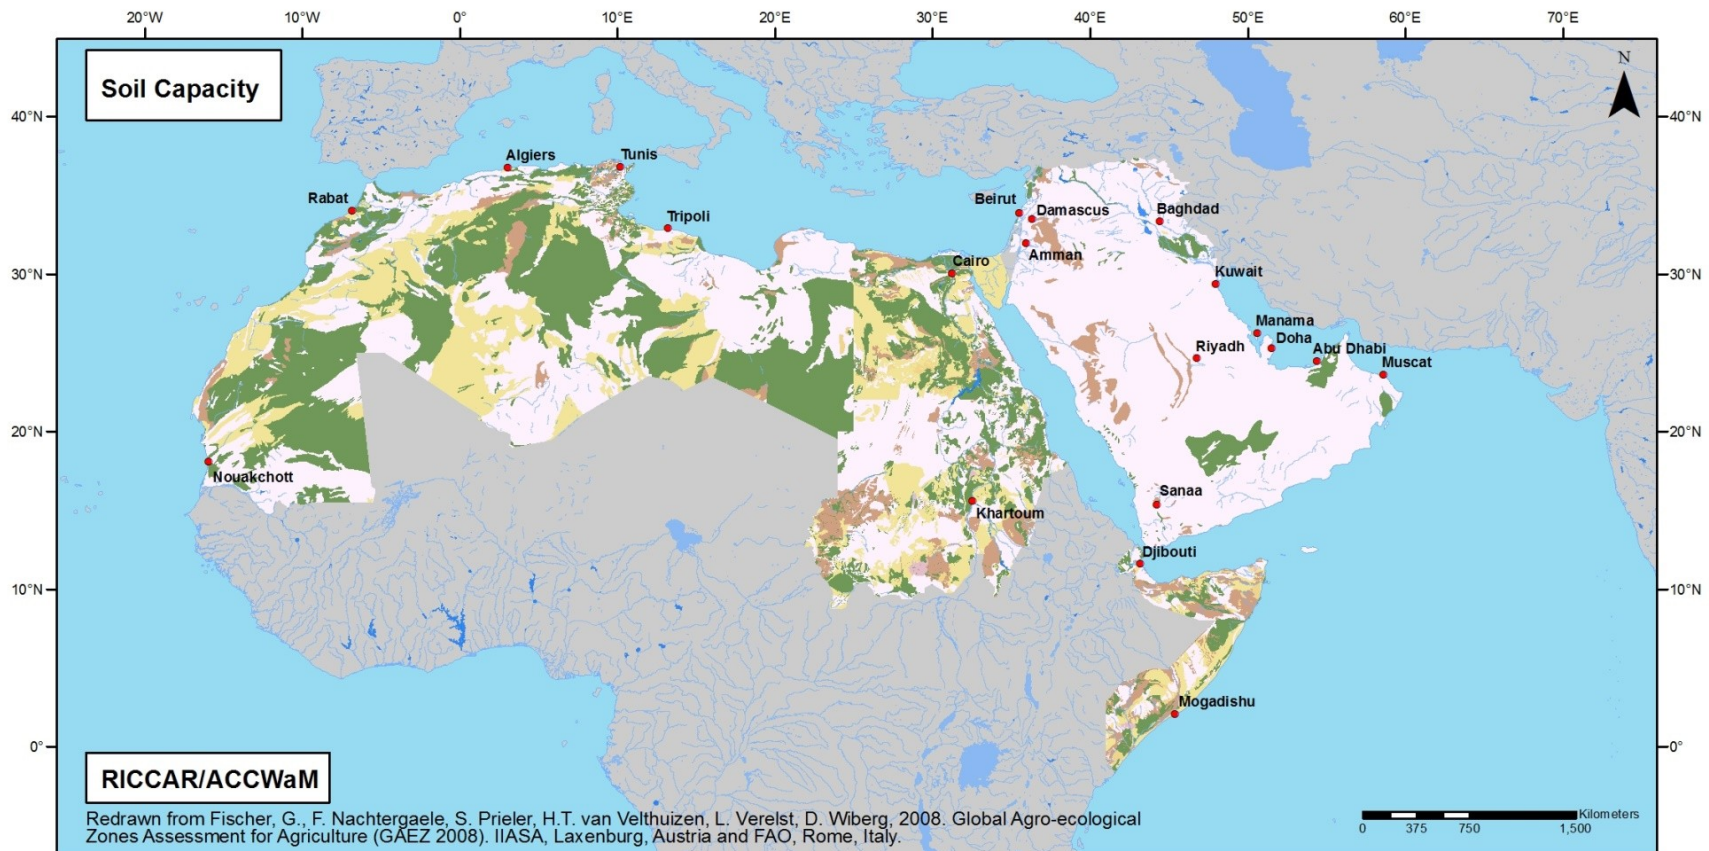 20°W 10°W 0° 10°E 20°E 30°E 40°E 50°E 60°E 70°E
Soil Capacity
N
40°N 40°N
Algiers Tunis
Rabat
Tripoli
Beirut
Damascus
Baghdad
Amman
Cairo
30°N 30°N
Kuwait
Manama
Doha
Riyadh
Abu Dhabi
Muscat
20°N 20°N
Nouakchott
Sanaa
Khartoum
Djibouti
10°N 10°N
Mogadishu
0° 0°
RICCAR/ACCWaM
Redrawn from Fischer, G., F. Nachtergaele, S. Prieler, H.T. van Velthuizen, L. Verelst, D. Wiberg, 2008. Global Agro-ecological
Zones Assessment for Agriculture (GAEZ 2008). IIASA, Laxenburg, Austria and FAO, Rome, Italy.
Kilometers
0 375 750 1,500